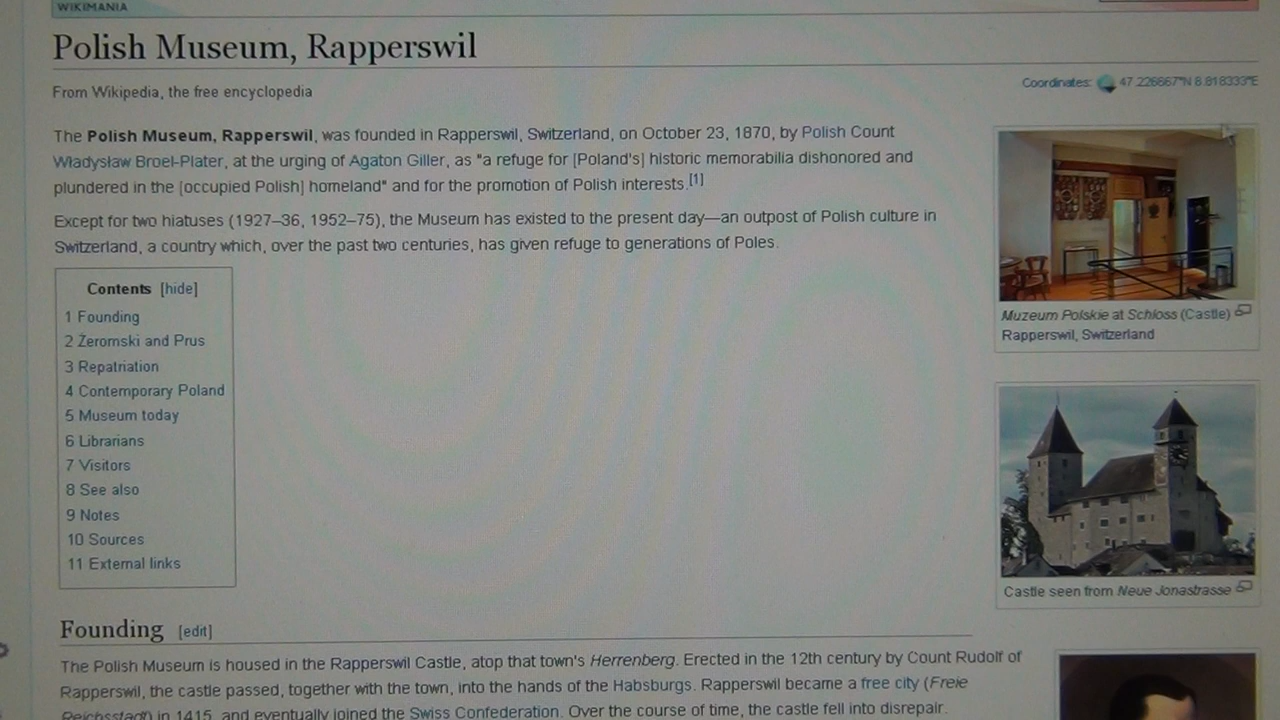 WIKIMANIA
Polish Museum, Rapperswil
Coordinates: 47.226667°N 8.818333°E
From Wikipedia, the free encyclopedia
The Polish Museum, Rapperswil, was founded in Rapperswil, Switzerland, on October 23, 1870, by Polish Count
Władysław Broel-Plater, at the urging of Agaton Giller, as "a refuge for [Poland's] historic memorabilia dishonored and
plundered in the [occupied Polish] homeland" and for the promotion of Polish interests.[1]
Except for two hiatuses (1927–36, 1952–75), the Museum has existed to the present day—an outpost of Polish culture in
Switzerland, a country which, over the past two centuries, has given refuge to generations of Poles.
Contents [hide]
1 Founding
2 Żeromski and Prus
3 Repatriation
4 Contemporary Poland
5 Museum today
6 Librarians
7 Visitors
8 See also
9 Notes
10 Sources
11 External links
Muzeum Polskie at Schloss (Castle)
Rapperswil, Switzerland
Castle seen from Neue Jonastrasse
Founding [edit]
The Polish Museum is housed in the Rapperswil Castle, atop that town's Herrenberg. Erected in the 12th century by Count Rudolf of
Rapperswil, the castle passed, together with the town, into the hands of the Habsburgs. Rapperswil became a free city (Freie
Reichsstadt) in 1415, and eventually joined the Swiss Confederation. Over the course of time, the castle fell into disrepair.